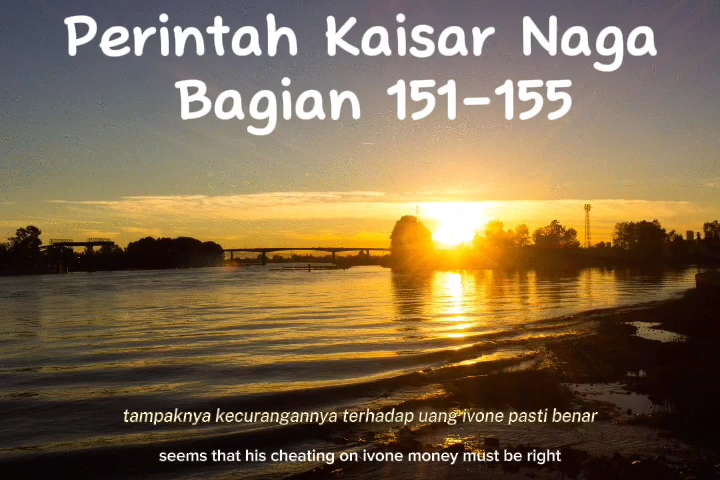 Perintah Kaisar Naga
Bagian 151-155
tampaknya kecurangannya terhadap uang ivone pasti benar
seems that his cheating on ivone money must be right